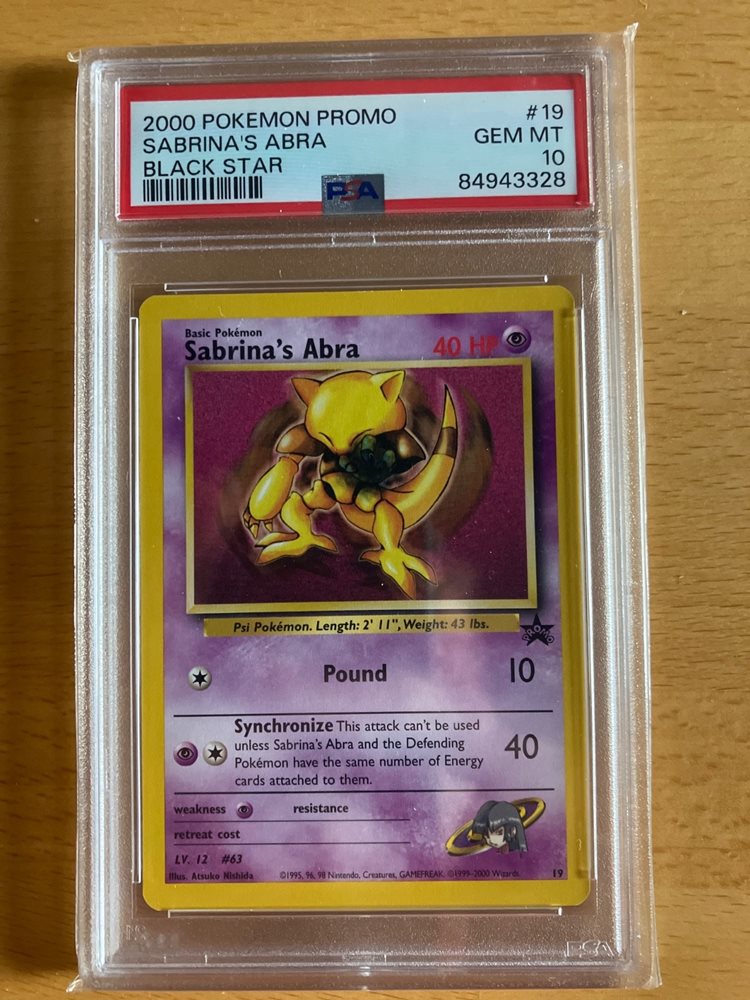 2000 POKEMON PROMO #19
SABRINA'S ABRA GEM MT
BLACK STAR 10
PSA 84943328
Basic Pokémon
Sabrina's Abra 40 HP
Psi Pokémon. Length: 2' 11", Weight: 43 lbs.
PROMO
Pound 10
Synchronize This attack can't be used
unless Sabrina's Abra and the Defending
Pokémon have the same number of Energy
cards attached to them.
40
weakness resistance
retreat cost
LV. 12 #63
Illus. Atsuko Nishida ©1995, 96, 98 Nintendo, Creatures, GAMEFREAK. ©1999-2000 Wizards. 19
PSA